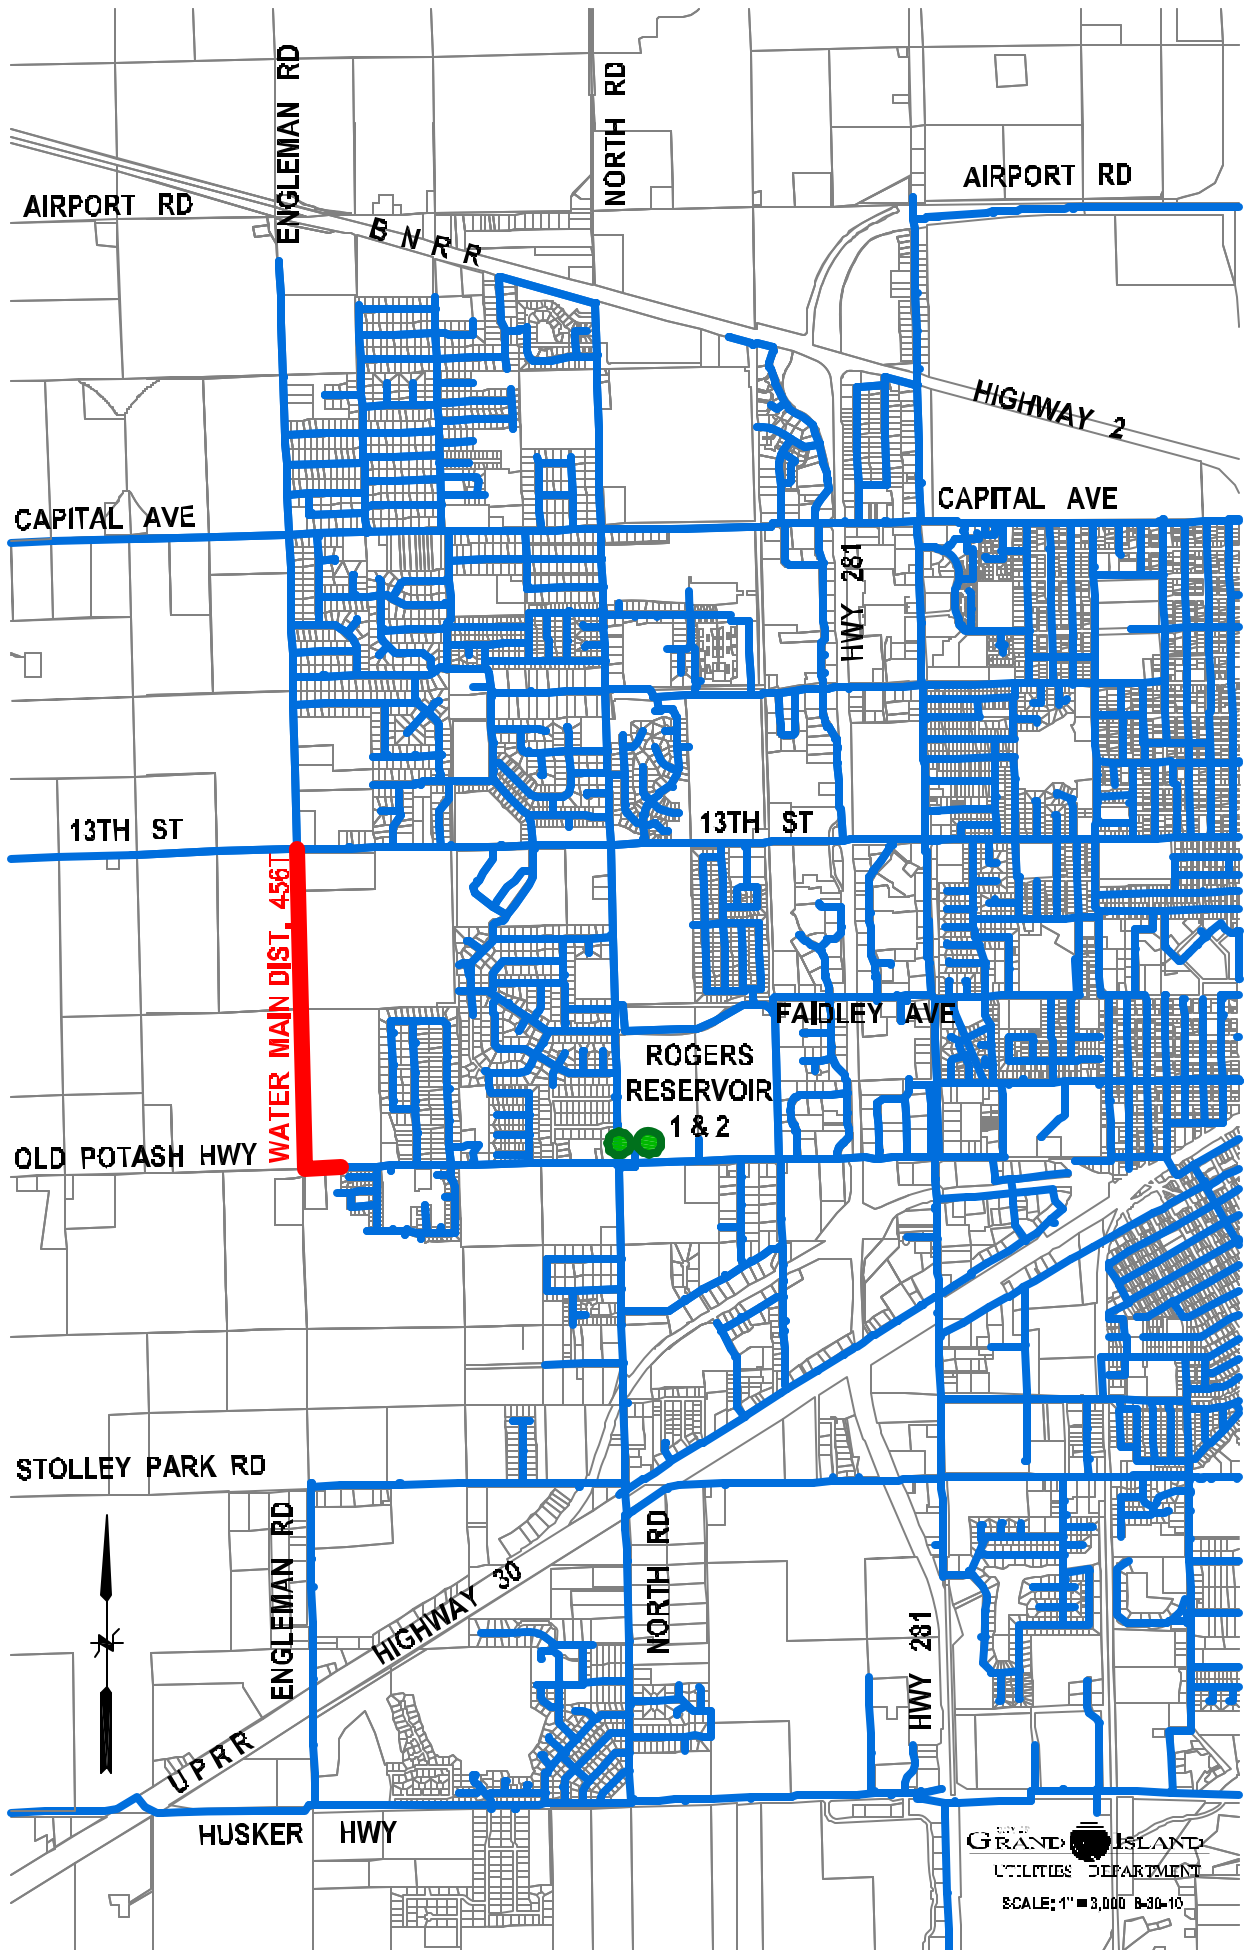 ENGLEMAN RD
NORTH RD
AIRPORT RD
AIRPORT RD
BNRR
HIGHWAY 2
CAPITAL AVE
CAPITAL AVE
HWY 281
13TH ST
13TH ST
WATER MAIN DIST. 456T
FAIDLEY AVE
ROGERS
RESERVOIR
1 & 2
OLD POTASH HWY
STOLLEY PARK RD
ENGLEMAN RD
HIGHWAY 30
NORTH RD
HWY 281
UPRR
HUSKER HWY
N
CITY OF
GRAND ISLAND
UTILITIES DEPARTMENT
SCALE: 1" = 3,000 8-30-10